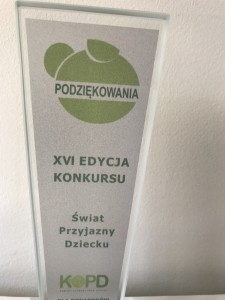 PODZIĘKOWANIA
XVI EDYCJA
KONKURSU
Świat
Przyjazny
Dziecku
KOPD